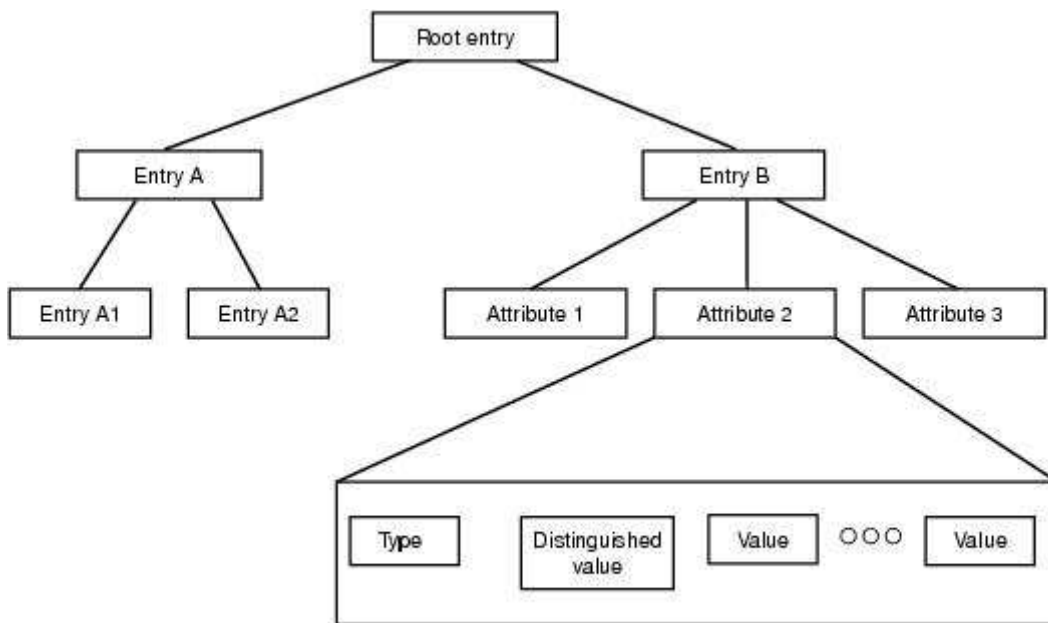 Root entry
Entry A
Entry B
Entry A1
Entry A2
Attribute 1
Attribute 2
Attribute 3
Type
Distinguished
value
Value
Value